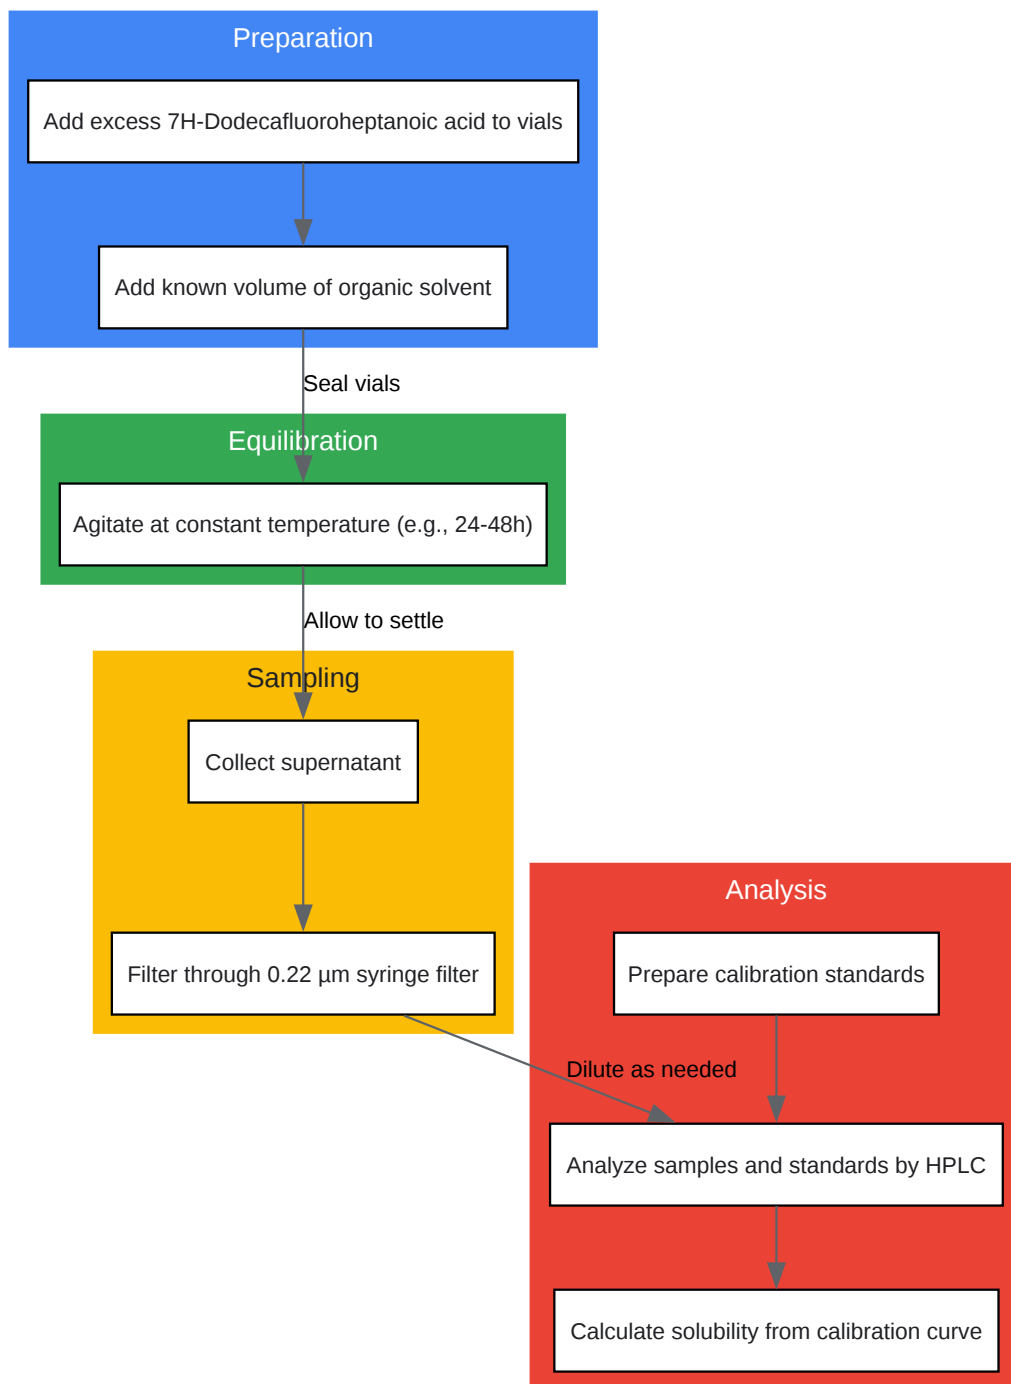 Preparation
Add excess 7H-Dodecafluoroheptanoic acid to vials
Add known volume of organic solvent
Seal vials
Equilibration
Agitate at constant temperature (e.g., 24-48h)
Allow to settle
Sampling
Collect supernatant
Filter through 0.22 µm syringe filter
Analysis
Prepare calibration standards
Dilute as needed
Analyze samples and standards by HPLC
Calculate solubility from calibration curve